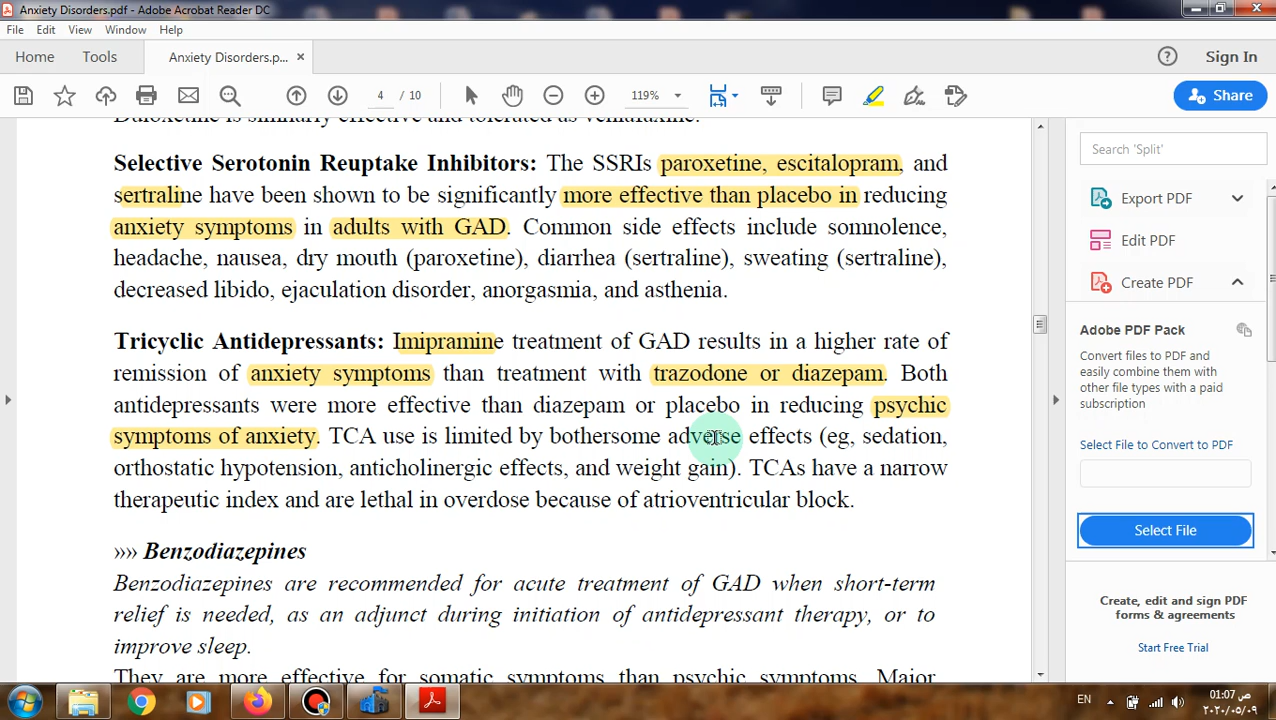 Anxiety Disorders.pdf - Adobe Acrobat Reader DC
File Edit View Window Help
Home Tools Anxiety Disorders.p... × Sign In
4 / 10 119% Share
Duloxetine is similarly effective and tolerated as venlafaxine.
Selective Serotonin Reuptake Inhibitors: The SSRIs paroxetine, escitalopram, and
sertraline have been shown to be significantly more effective than placebo in reducing
anxiety symptoms in adults with GAD. Common side effects include somnolence,
headache, nausea, dry mouth (paroxetine), diarrhea (sertraline), sweating (sertraline),
decreased libido, ejaculation disorder, anorgasmia, and asthenia.
Tricyclic Antidepressants: Imipramine treatment of GAD results in a higher rate of
remission of anxiety symptoms than treatment with trazodone or diazepam. Both
antidepressants were more effective than diazepam or placebo in reducing psychic
symptoms of anxiety. TCA use is limited by bothersome adverse effects (eg, sedation,
orthostatic hypotension, anticholinergic effects, and weight gain). TCAs have a narrow
therapeutic index and are lethal in overdose because of atrioventricular block.
»» Benzodiazepines
Benzodiazepines are recommended for acute treatment of GAD when short-term
relief is needed, as an adjunct during initiation of antidepressant therapy, or to
improve sleep.
They are more effective for somatic symptoms than psychic symptoms. Major
Search 'Split'
Export PDF
Edit PDF
Create PDF
Adobe PDF Pack
Convert files to PDF and
easily combine them with
other file types with a paid
subscription
Select File to Convert to PDF
Select File
Create, edit and sign PDF
forms & agreements
Start Free Trial
EN
01:07 ص
٢٠٢٠/٠٥/٠٩